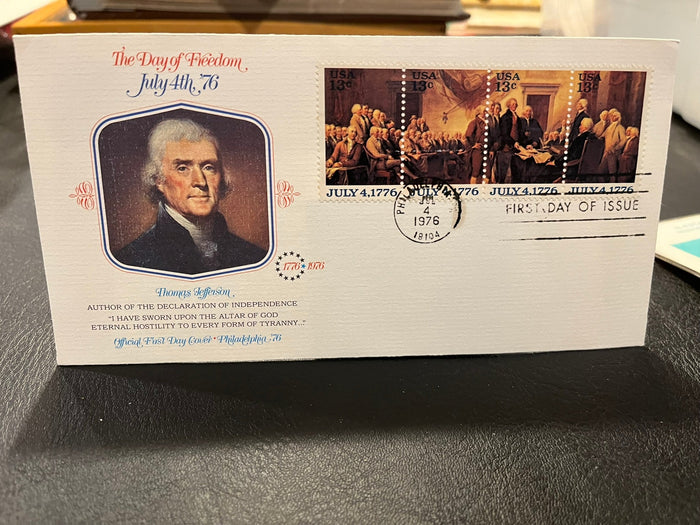 The Day of Freedom
July 4th, '76
USA 13c USA 13c USA 13c USA 13c
JULY 4,1776 JULY 4,1776 JULY 4,1776 JULY 4,1776
JUL
4
1976
19104
FIRST DAY OF ISSUE
1776 1976
Thomas Jefferson
AUTHOR OF THE DECLARATION OF INDEPENDENCE
"I HAVE SWORN UPON THE ALTAR OF GOD
ETERNAL HOSTILITY TO EVERY FORM OF TYRANNY..."
Official First Day Cover • Philadelphia '76